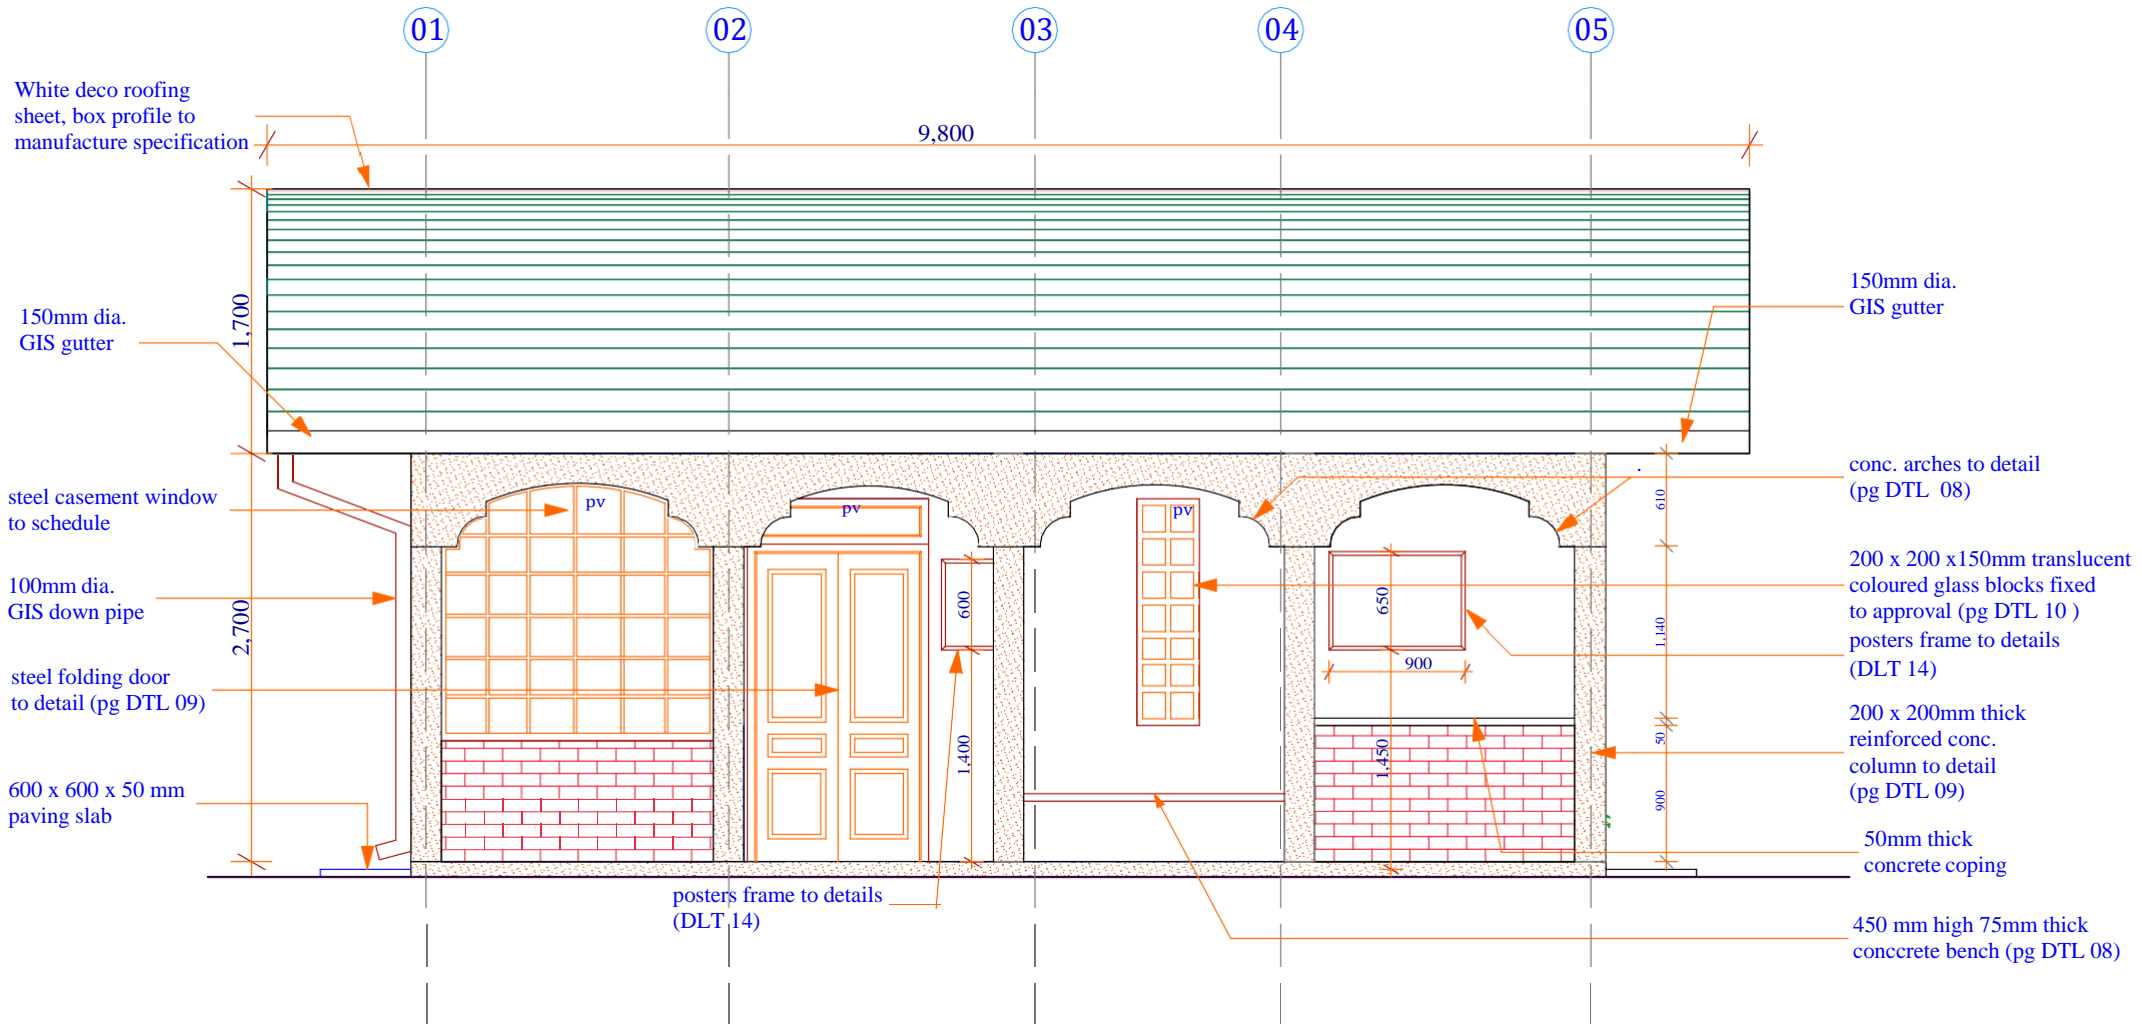 01
02
03
04
05
White deco roofing
sheet, box profile to
manufacture specification
9,800
150mm dia.
GIS gutter
1,700
150mm dia.
GIS gutter
steel casement window
to schedule
pv
pv
pv
conc. arches to detail
(pg DTL 08)
610
100mm dia.
GIS down pipe
2,700
600
650
900
1,140
200 x 200 x150mm translucent
coloured glass blocks fixed
to approval (pg DTL 10 )
posters frame to details
(DLT 14)
steel folding door
to detail (pg DTL 09)
1,400
1,450
50
900
200 x 200mm thick
reinforced conc.
column to detail
(pg DTL 09)
600 x 600 x 50 mm
paving slab
50mm thick
concrete coping
posters frame to details
(DLT 14)
450 mm high 75mm thick
conccrete bench (pg DTL 08)